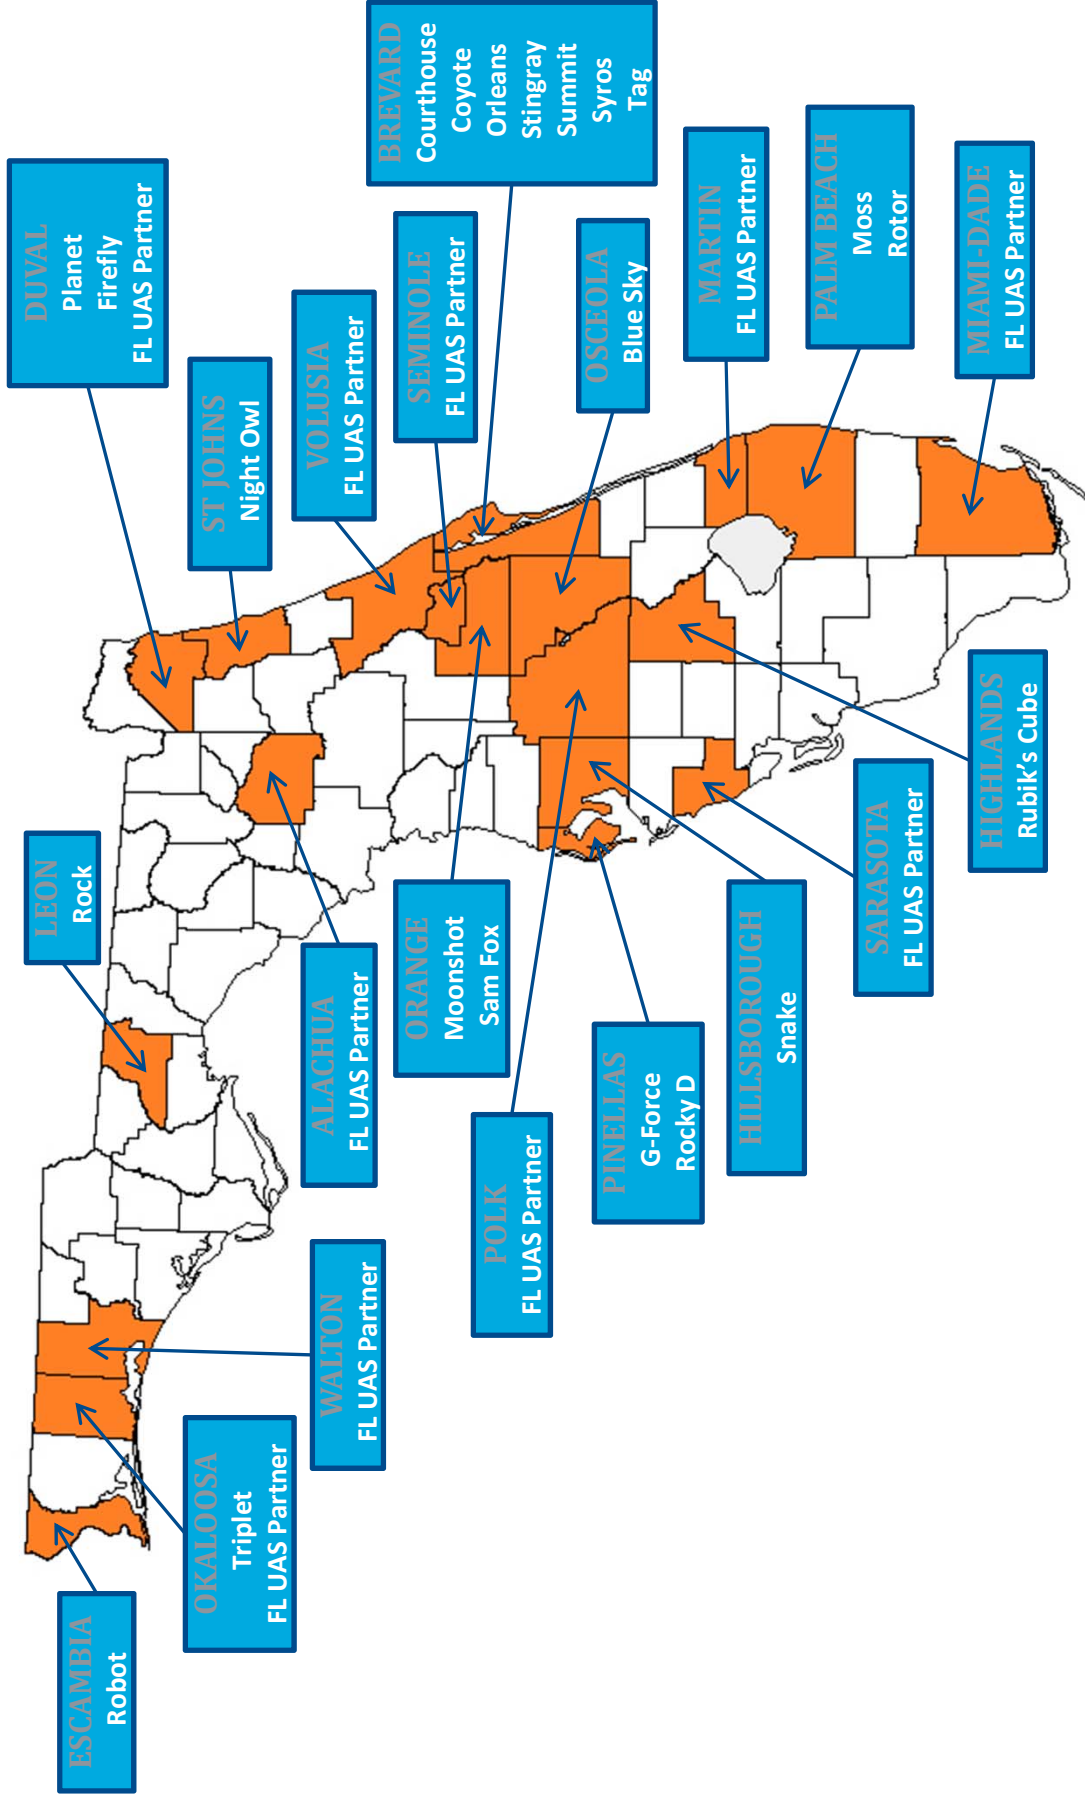 ESCAMBIA
Robot
OKALOOSA
Triplet
FL UAS Partner
WALTON
FL UAS Partner
LEON
Rock
ALACHUA
FL UAS Partner
DUVAL
Planet
Firefly
FL UAS Partner
ST JOHNS
Night Owl
VOLUSIA
FL UAS Partner
SEMINOLE
FL UAS Partner
BREVARD
Courthouse
Coyote
Orleans
Stingray
Summit
Syros
Tag
ORANGE
Moonshot
Sam Fox
OSCEOLA
Blue Sky
POLK
FL UAS Partner
PINELLAS
G-Force
Rocky D
HILLSBOROUGH
Snake
SARASOTA
FL UAS Partner
HIGHLANDS
Rubik's Cube
MARTIN
FL UAS Partner
PALM BEACH
Moss
Rotor
MIAMI-DADE
FL UAS Partner